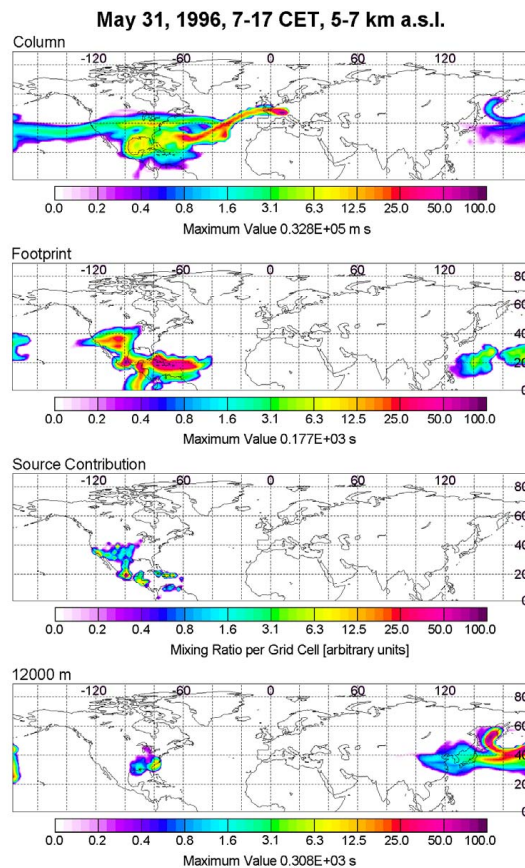 May 31, 1996, 7-17 CET, 5-7 km a.s.l.
Column
-120 -60 0 60 120
0.0 0.2 0.4 0.8 1.6 3.1 6.3 12.5 25.0 50.0 100.0
Maximum Value 0.328E+05 m s
Footprint
-120 -60 0 60 120
80
60
40
20
0
0.0 0.2 0.4 0.8 1.6 3.1 6.3 12.5 25.0 50.0 100.0
Maximum Value 0.177E+03 s
Source Contribution
-120 -60 0 60 120
80
60
40
20
0
0.0 0.2 0.4 0.8 1.6 3.1 6.3 12.5 25.0 50.0 100.0
Mixing Ratio per Grid Cell [arbitrary units]
12000 m
-120 -60 0 60 120
80
60
40
20
0
0.0 0.2 0.4 0.8 1.6 3.1 6.3 12.5 25.0 50.0 100.0
Maximum Value 0.308E+03 s